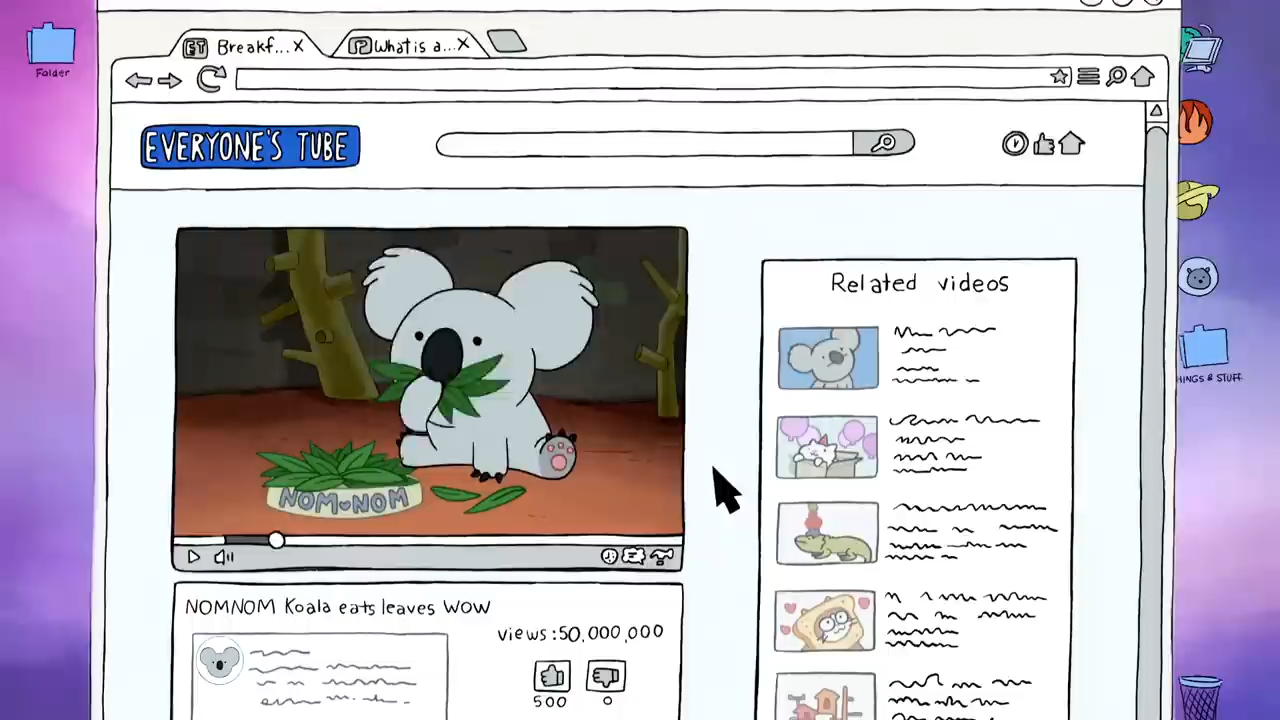 Folder
ET Breakf... X
What is a... X
EVERYONE'S TUBE
Related videos
NOM NOM
HINGS & STUFF
NOMNOM Koala eats leaves WOW
views:50,000,000
500
0